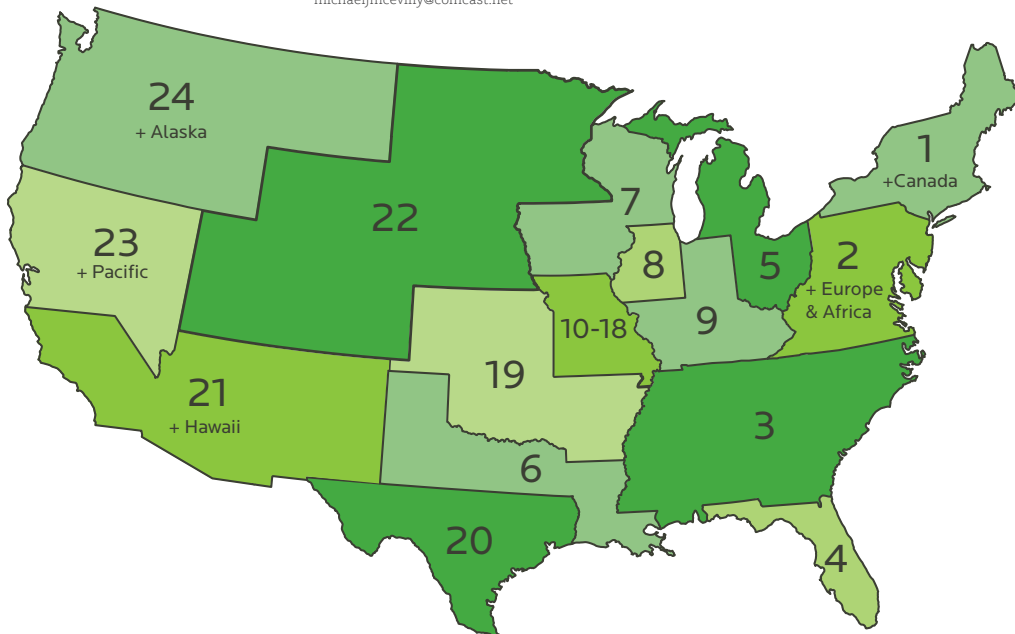 24
+ Alaska
1
+Canada
7
22
23
+ Pacific
8
5
2
+ Europe
& Africa
10-18
9
19
21
+ Hawaii
3
6
20
4